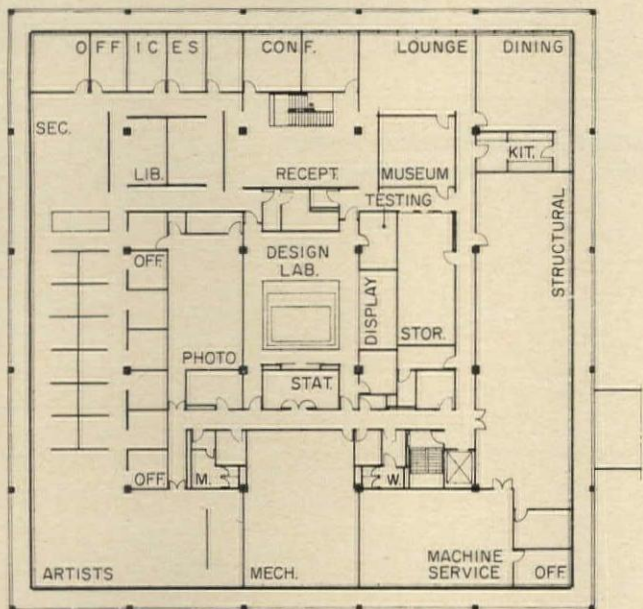 OFFICES CONF. LOUNGE DINING
SEC.
KIT.
LIB. RECEPT. MUSEUM
TESTING
STRUCTURAL
OFF. DESIGN
LAB.
DISPLAY
STOR.
PHOTO
STAT.
OFF. M. W.
ARTISTS MECH. MACHINE
SERVICE OFF.